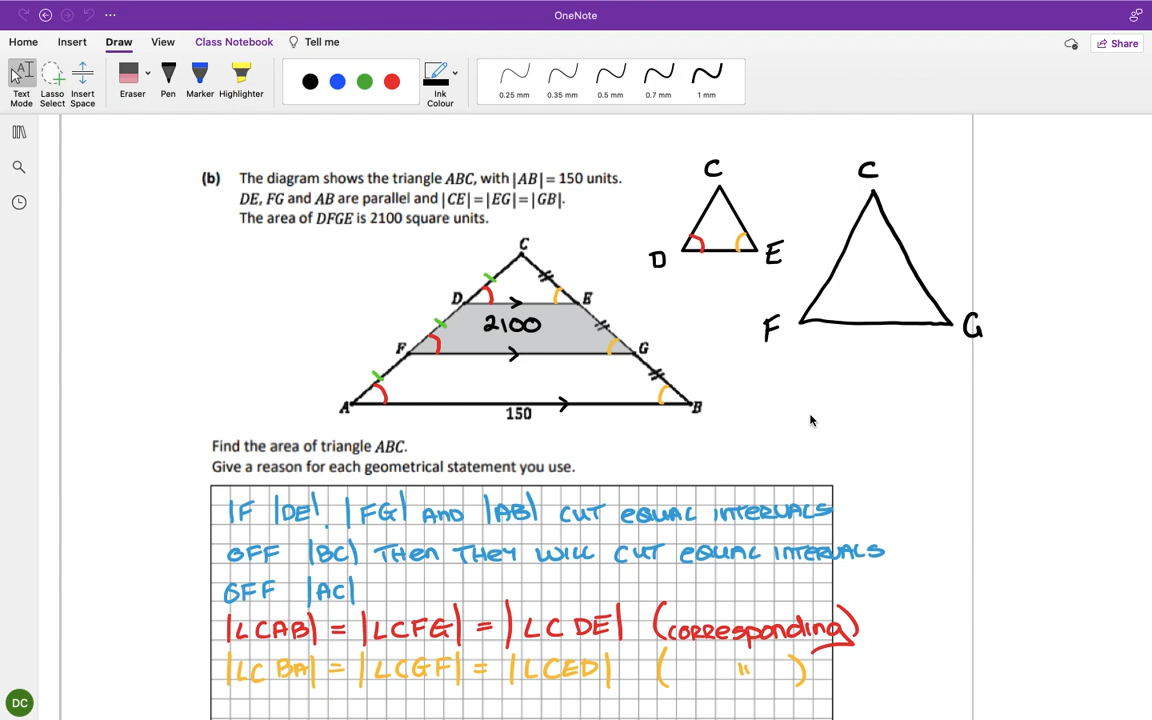 OneNote
Home Insert Draw View Class Notebook Tell me
Share
Text Mode
Lasso Select
Insert Space
Eraser
Pen
Marker
Highlighter
Ink Colour
0.25 mm 0.35 mm 0.5 mm 0.7 mm 1 mm
(b) The diagram shows the triangle ABC, with |AB| = 150 units.
DE, FG and AB are parallel and |CE| = |EG| = |GB|.
The area of DFGE is 2100 square units.
C
D E
2100
F G
A B
150
C
D E
C
F G
Find the area of triangle ABC.
Give a reason for each geometrical statement you use.
IF |DE|, |FG| AND |AB| CUT EQUAL INTERVALS
OFF |BC| THEN THEY WILL CUT EQUAL INTERVALS
OFF |AC|
|∠CAB| = |∠CFG| = |∠CDE| (corresponding)
|∠CBA| = |∠CGF| = |∠CED| ( " )
DC